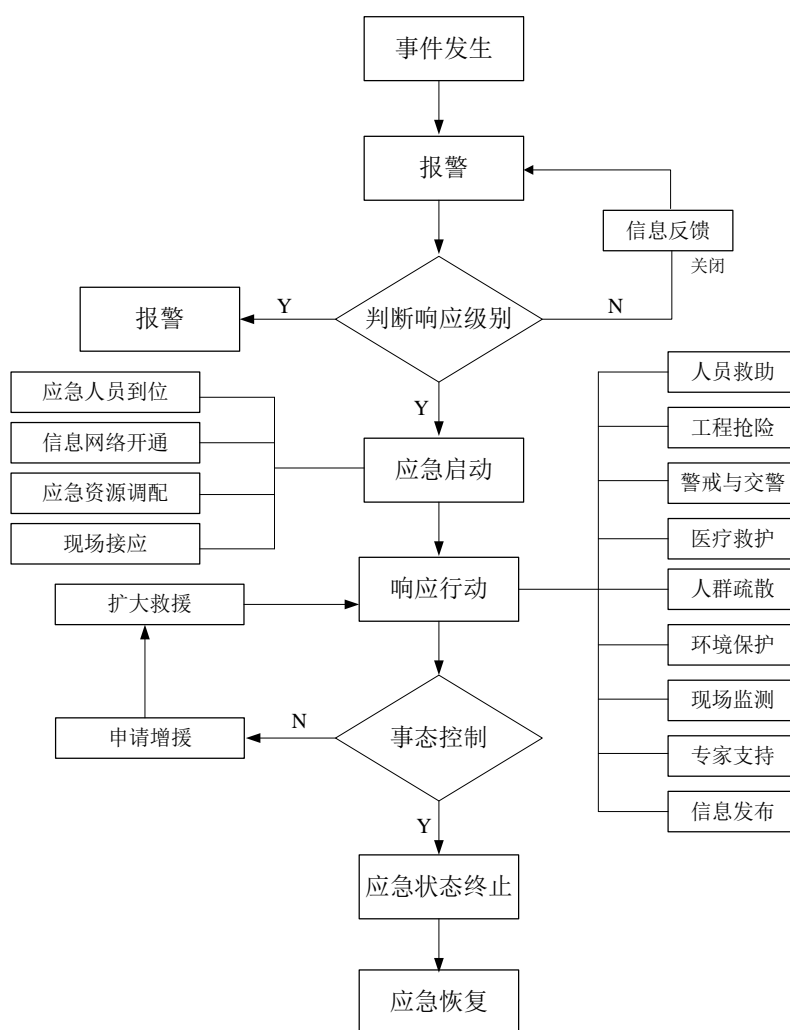 事件发生
报警
信息反馈
关闭
报警
Y
判断响应级别
N
Y
应急人员到位
信息网络开通
应急资源调配
现场接应
应急启动
人员救助
工程抢险
警戒与交警
医疗救护
人群疏散
环境保护
现场监测
专家支持
信息发布
扩大救援
响应行动
申请增援
N
事态控制
Y
应急状态终止
应急恢复